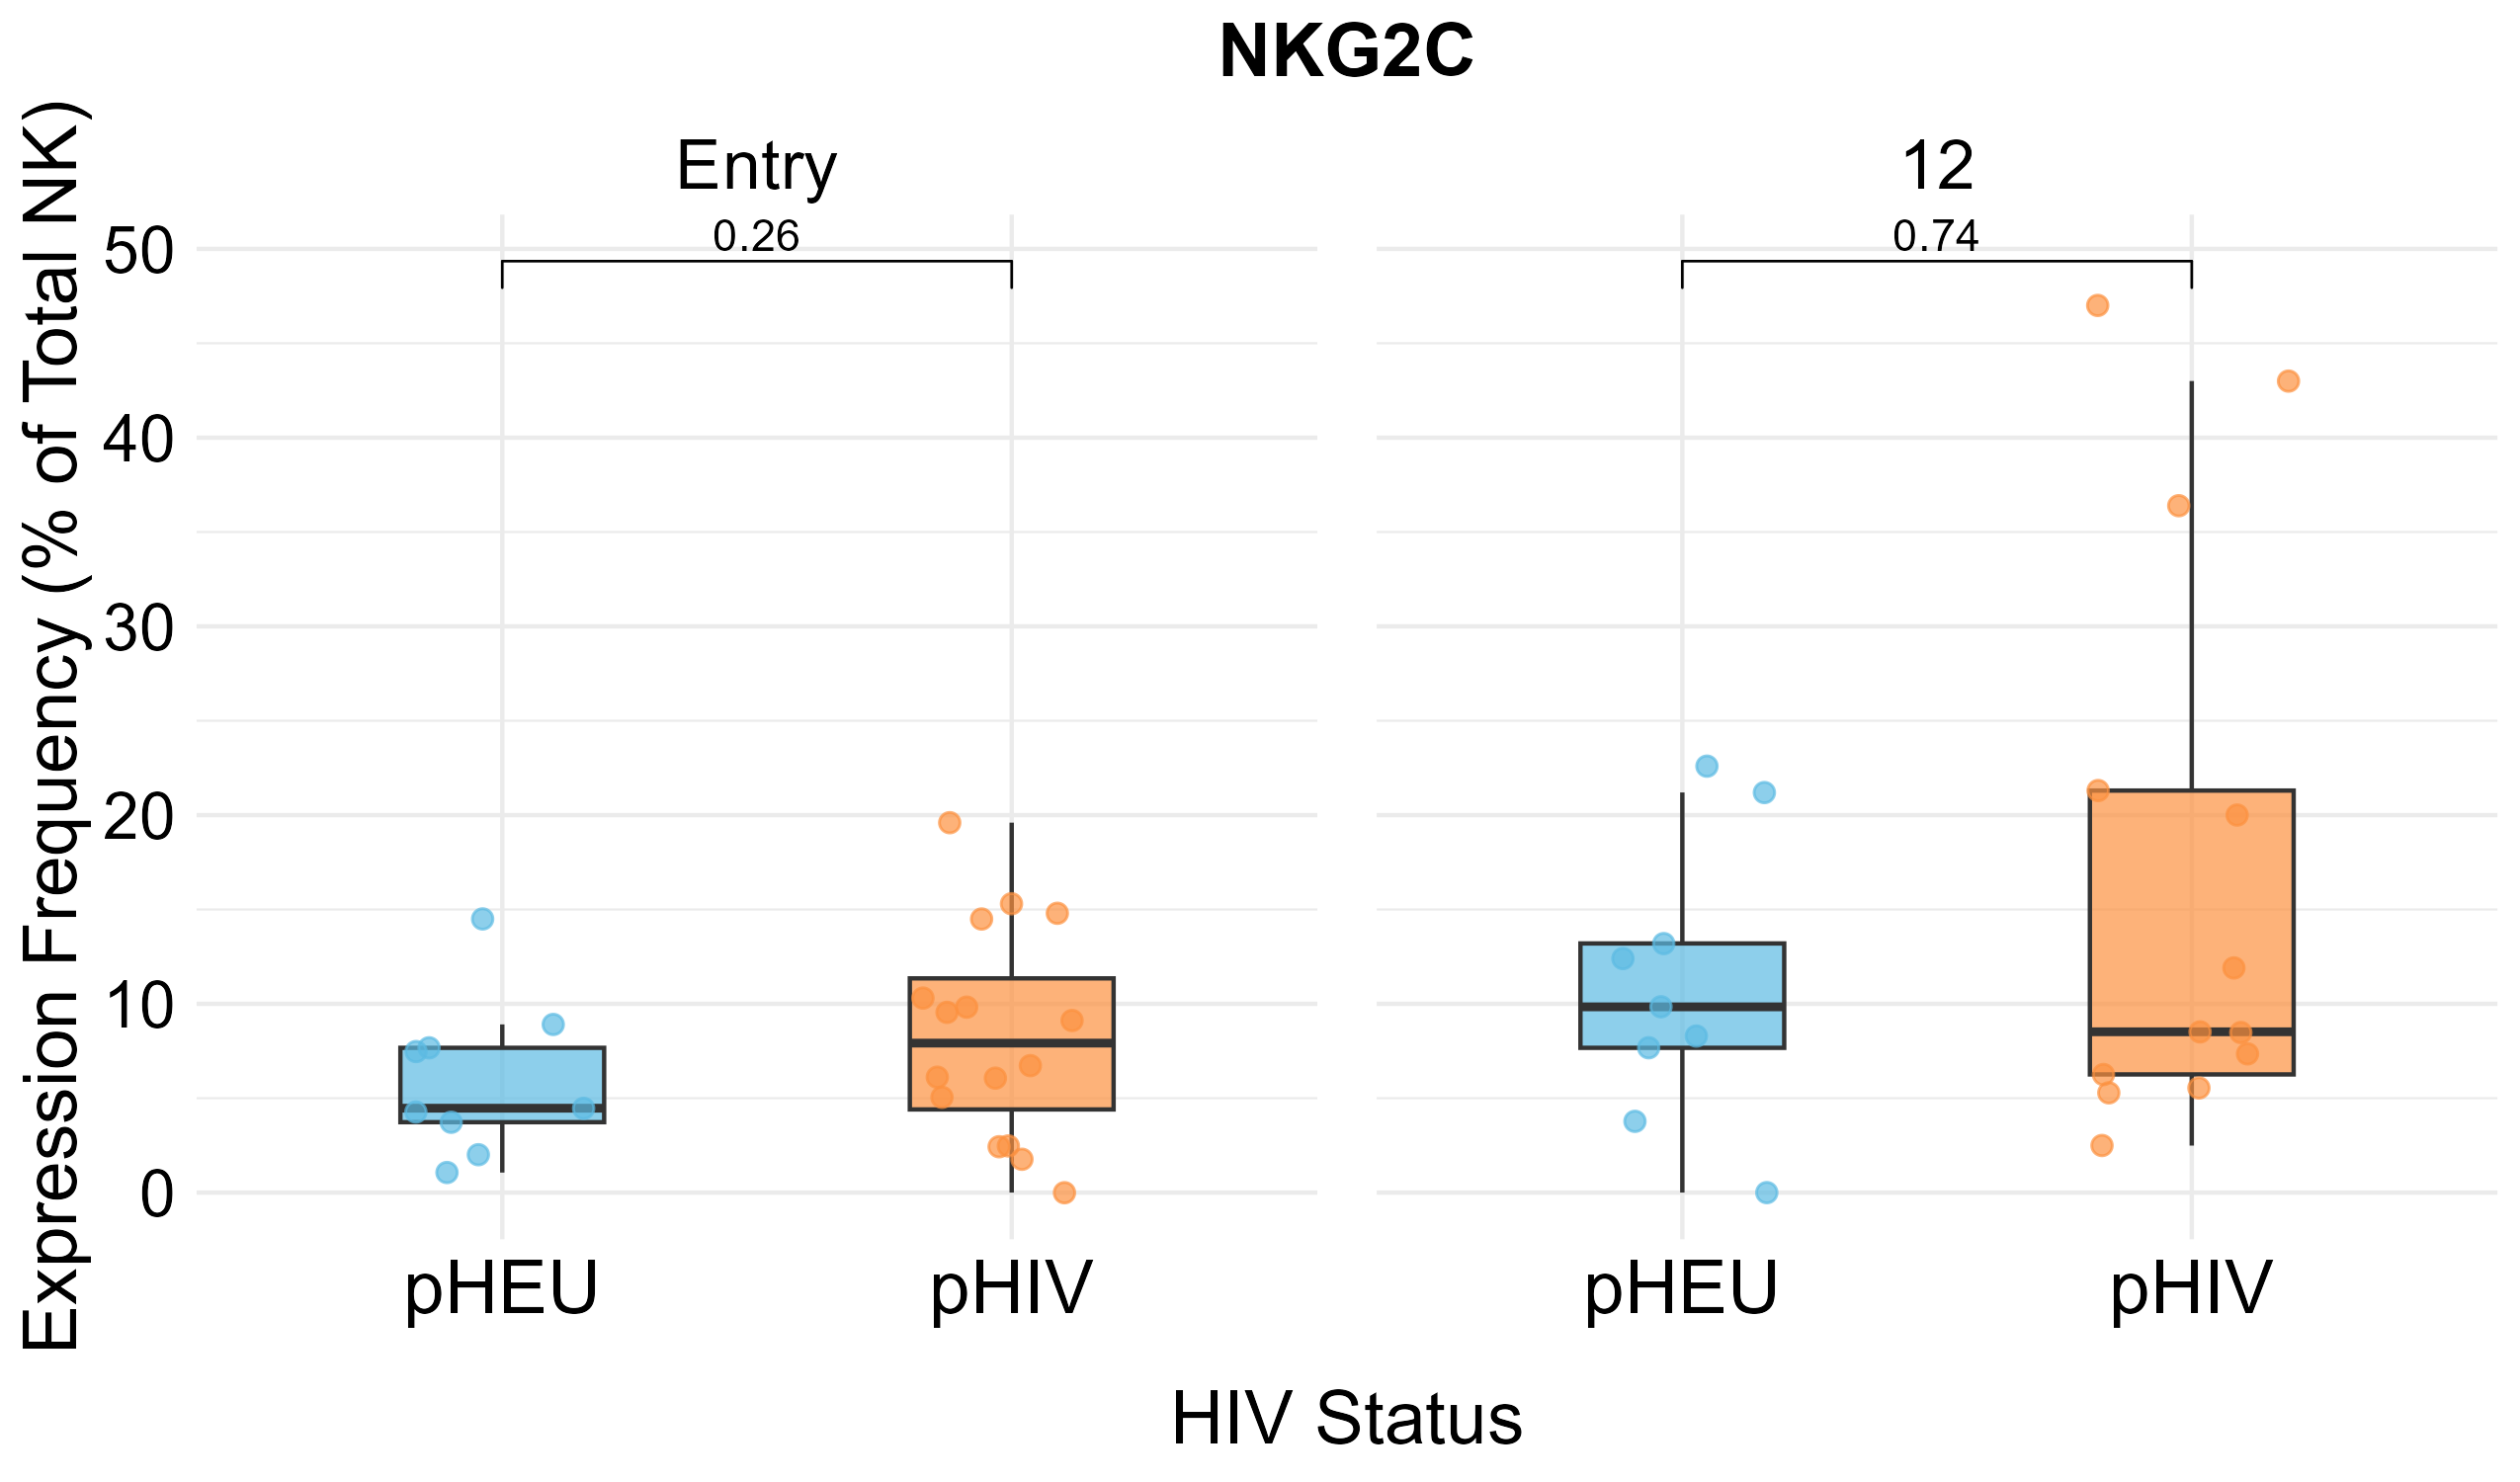 NKG2C
Entry
12
0.26
0.74
Expression Frequency (% of Total NK)
50
40
30
20
10
0
pHEU
pHIV
pHEU
pHIV
HIV Status